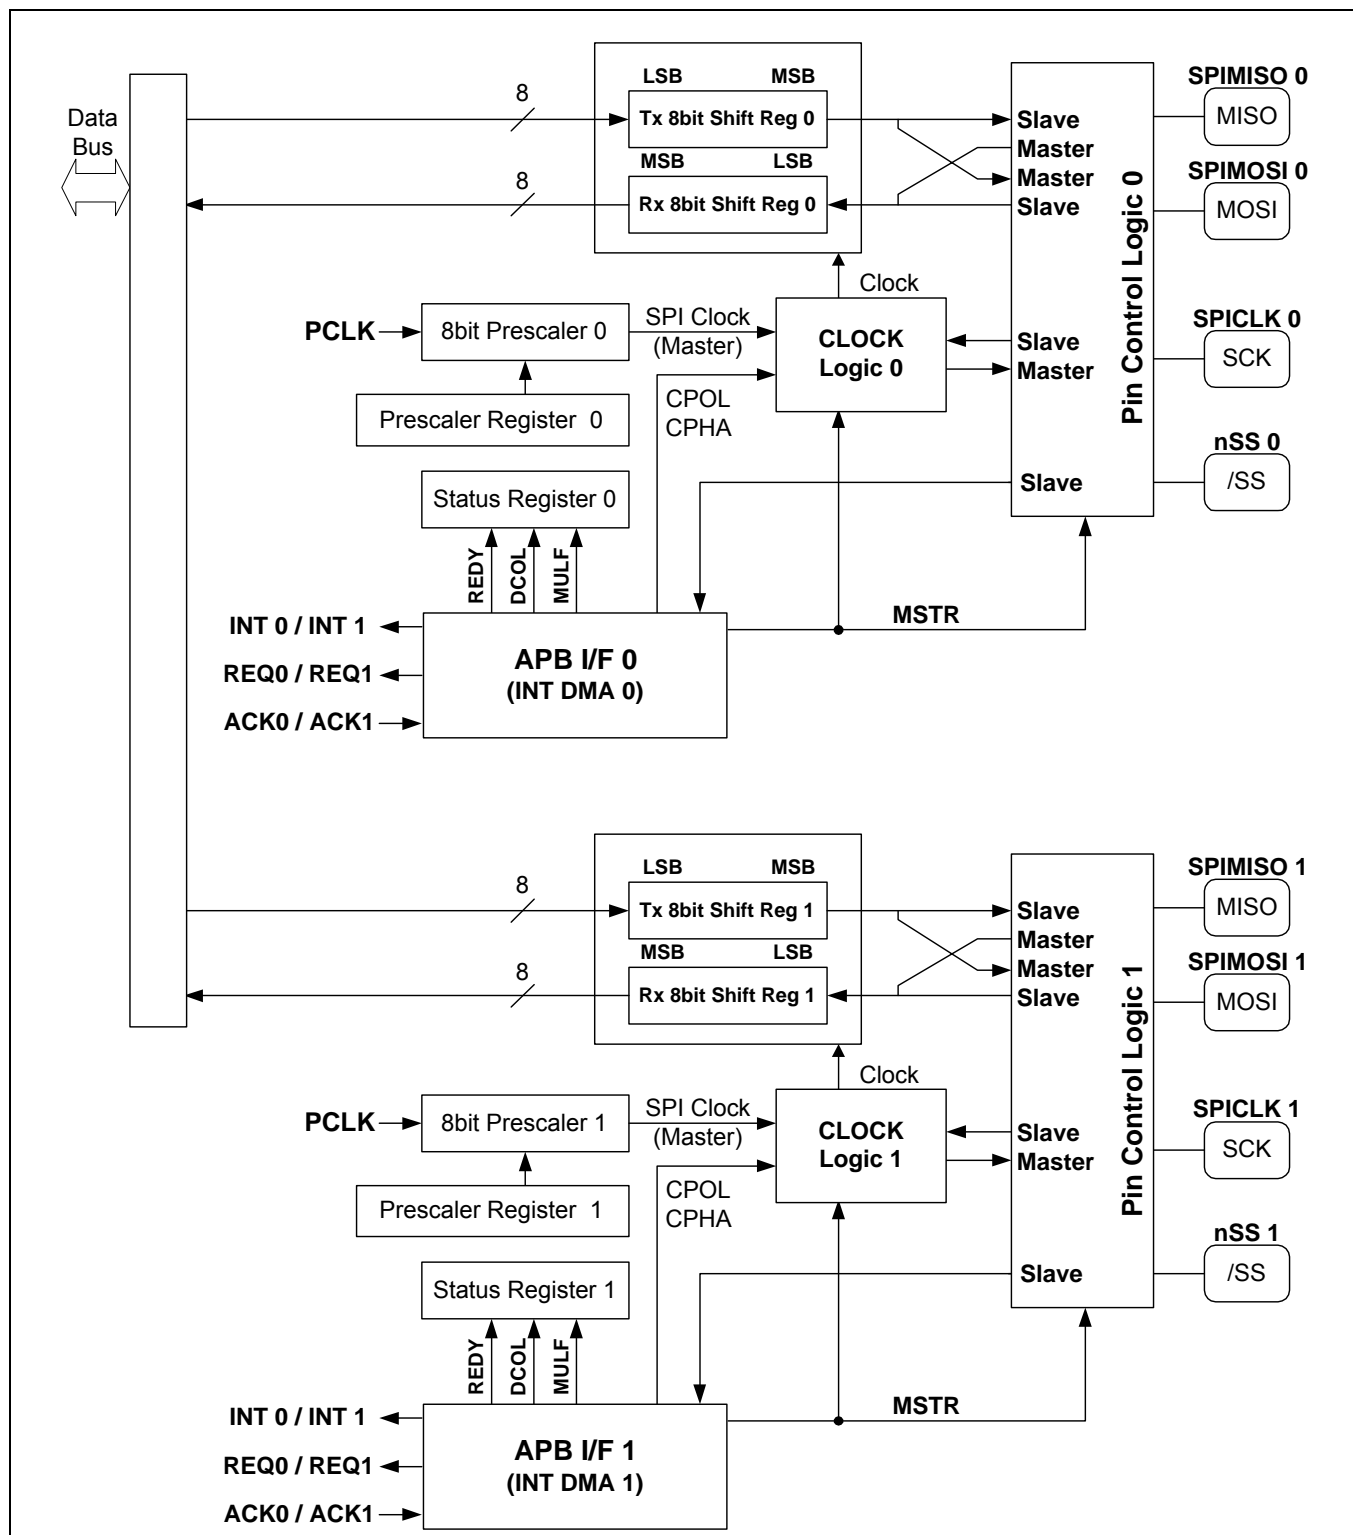 Data
Bus
8
LSB MSB
Tx 8bit Shift Reg 0
MSB LSB
8
Rx 8bit Shift Reg 0
Slave
Master
Master
Slave
Pin Control Logic 0
SPIMISO 0
MISO
SPIMOSI 0
MOSI
Clock
PCLK
8bit Prescaler 0
SPI Clock
(Master)
CLOCK
Logic 0
Slave
Master
SPICLK 0
SCK
Prescaler Register 0
CPOL
CPHA
nSS 0
/SS
Status Register 0
Slave
REDY
DCOL
MULF
INT 0 / INT 1
REQ0 / REQ1
ACK0 / ACK1
APB I/F 0
(INT DMA 0)
MSTR
8
LSB MSB
Tx 8bit Shift Reg 1
MSB LSB
8
Rx 8bit Shift Reg 1
Slave
Master
Master
Slave
Pin Control Logic 1
SPIMISO 1
MISO
SPIMOSI 1
MOSI
Clock
PCLK
8bit Prescaler 1
SPI Clock
(Master)
CLOCK
Logic 1
Slave
Master
SPICLK 1
SCK
Prescaler Register 1
CPOL
CPHA
nSS 1
/SS
Status Register 1
Slave
REDY
DCOL
MULF
INT 0 / INT 1
REQ0 / REQ1
ACK0 / ACK1
APB I/F 1
(INT DMA 1)
MSTR